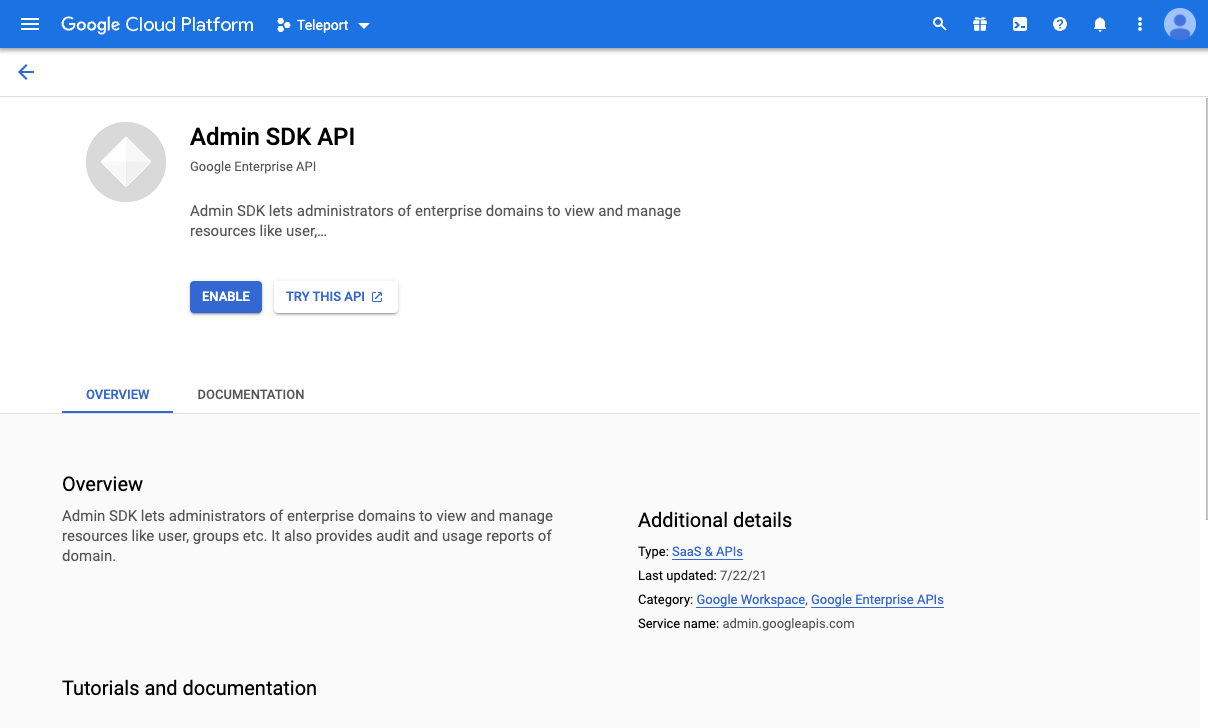 Google Cloud Platform
Teleport
Admin SDK API
Google Enterprise API
Admin SDK lets administrators of enterprise domains to view and manage
resources like user,…
ENABLE
TRY THIS API
OVERVIEW
DOCUMENTATION
Overview
Admin SDK lets administrators of enterprise domains to view and manage
resources like user, groups etc. It also provides audit and usage reports of
domain.
Additional details
Type: SaaS & APIs
Last updated: 7/22/21
Category: Google Workspace, Google Enterprise APIs
Service name: admin.googleapis.com
Tutorials and documentation